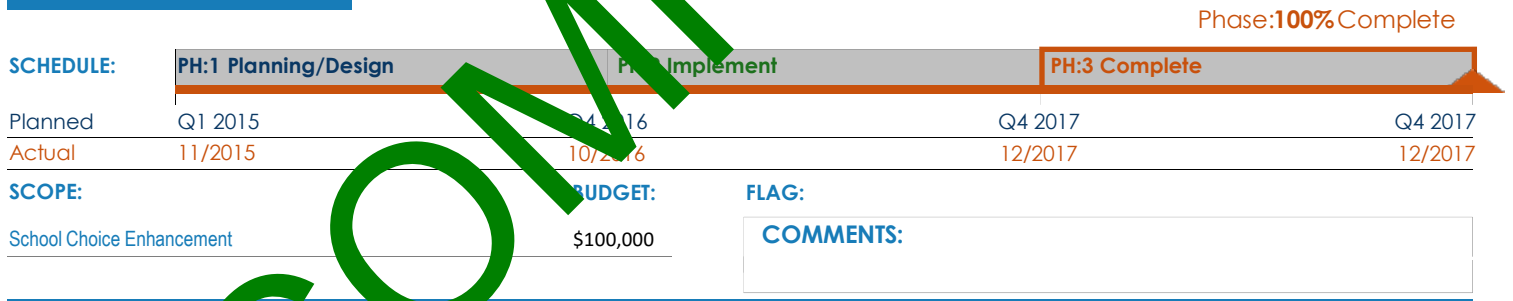 Phase:100% Complete
SCHEDULE: PH:1 Planning/Design Implement PH:3 Complete
Planned Q1 2015 Q4 2017 Q4 2017
Actual 11/2015 12/2017 12/2017
SCOPE: BUDGET: FLAG:
School Choice Enhancement $100,000 COMMENTS: